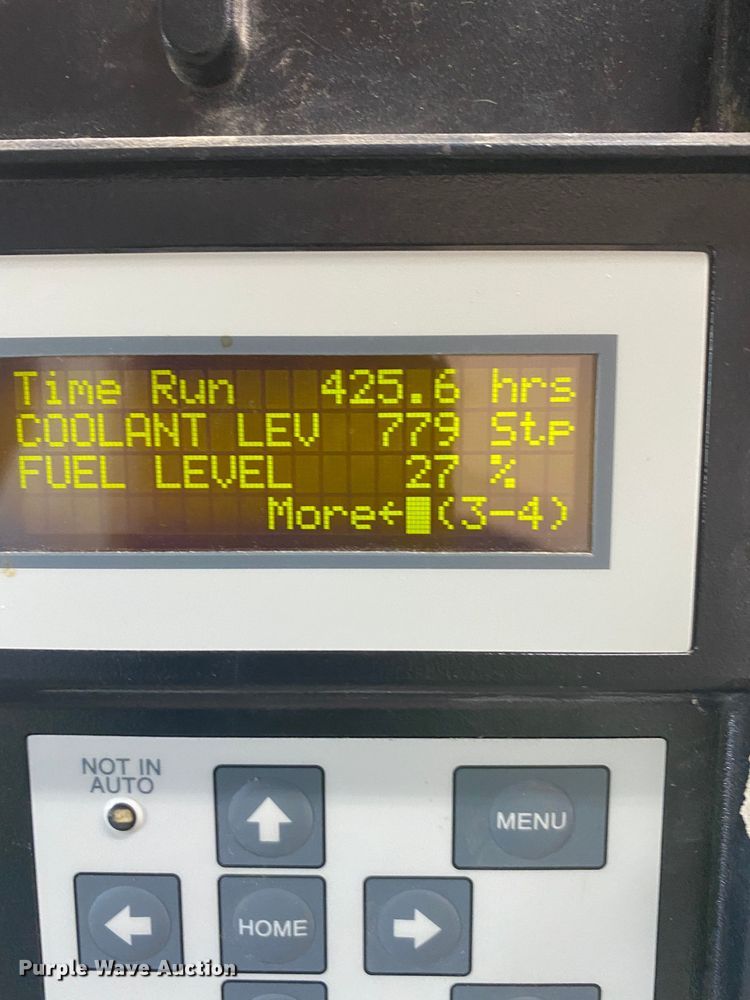 Time Run 425.6 hrs
COOLANT LEV 779 Stp
FUEL LEVEL 27 %
More←█(3-4)
NOT IN
AUTO
MENU
HOME
Purple Wave Auction